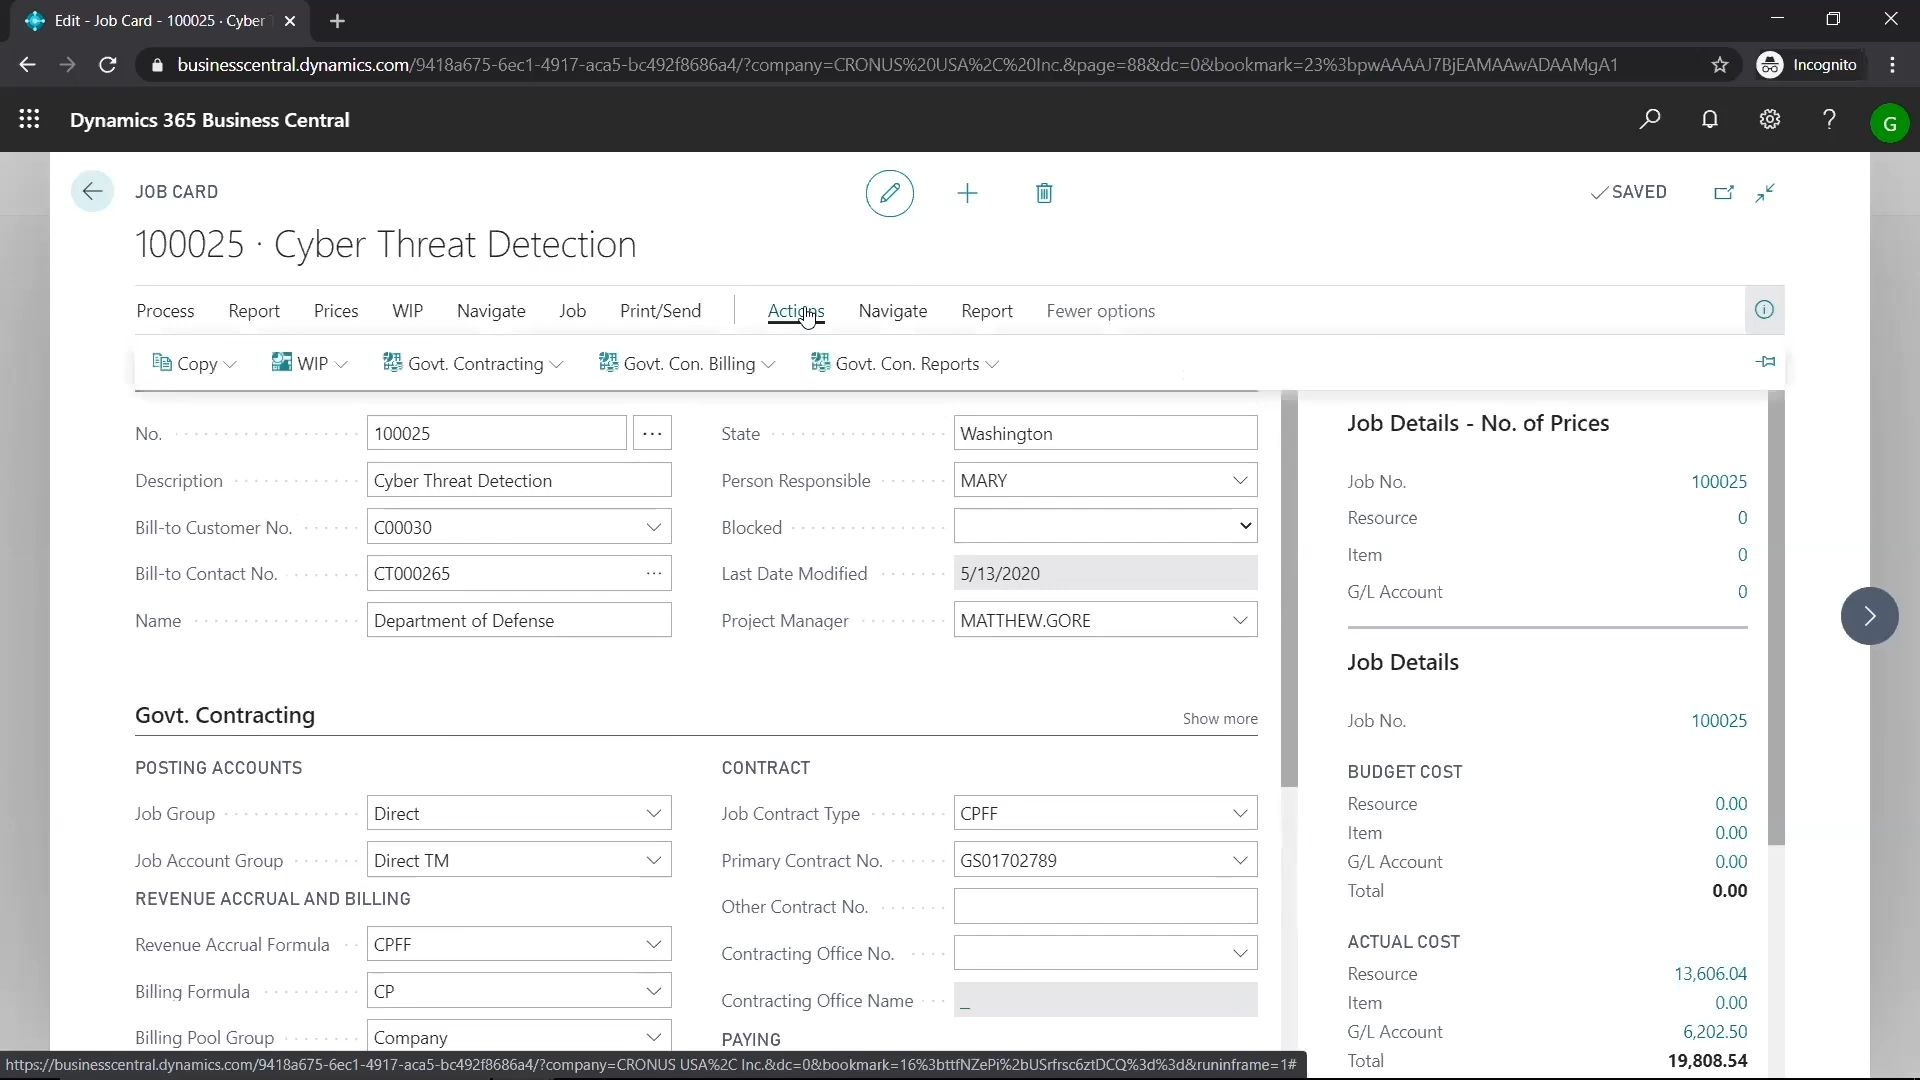 Edit - Job Card - 100025 · Cyber
businesscentral.dynamics.com/9418a675-6ec1-4917-aca5-bc492f8686a4/?company=CRONUS%20USA%2C%20Inc.&page=88&dc=0&bookmark=23%3bpwAAAAJ7BjEAMAAwADAAMgA1
Incognito
Dynamics 365 Business Central
G
JOB CARD
SAVED
100025 · Cyber Threat Detection
Process Report Prices WIP Navigate Job Print/Send Actions Navigate Report Fewer options
Copy WIP Govt. Contracting Govt. Con. Billing Govt. Con. Reports
No. 100025
Description Cyber Threat Detection
Bill-to Customer No. C00030
Bill-to Contact No. CT000265
Name Department of Defense
State Washington
Person Responsible MARY
Blocked
Last Date Modified 5/13/2020
Project Manager MATTHEW.GORE
Govt. Contracting
Show more
POSTING ACCOUNTS
Job Group Direct
Job Account Group Direct TM
REVENUE ACCRUAL AND BILLING
Revenue Accrual Formula CPFF
Billing Formula CP
Billing Pool Group Company
CONTRACT
Job Contract Type CPFF
Primary Contract No. GS01702789
Other Contract No.
Contracting Office No.
Contracting Office Name _
PAYING
Job Details - No. of Prices
Job No. 100025
Resource 0
Item 0
G/L Account 0
Job Details
Job No. 100025
BUDGET COST
Resource 0.00
Item 0.00
G/L Account 0.00
Total 0.00
ACTUAL COST
Resource 13,606.04
Item 0.00
G/L Account 6,202.50
Total 19,808.54
https://businesscentral.dynamics.com/9418a675-6ec1-4917-aca5-bc492f8686a4/?company=CRONUS USA%2C Inc.&dc=0&bookmark=16%3bttfNZePi%2bUSrfrsc6ztDCQ%3d%3d&runinframe=1#